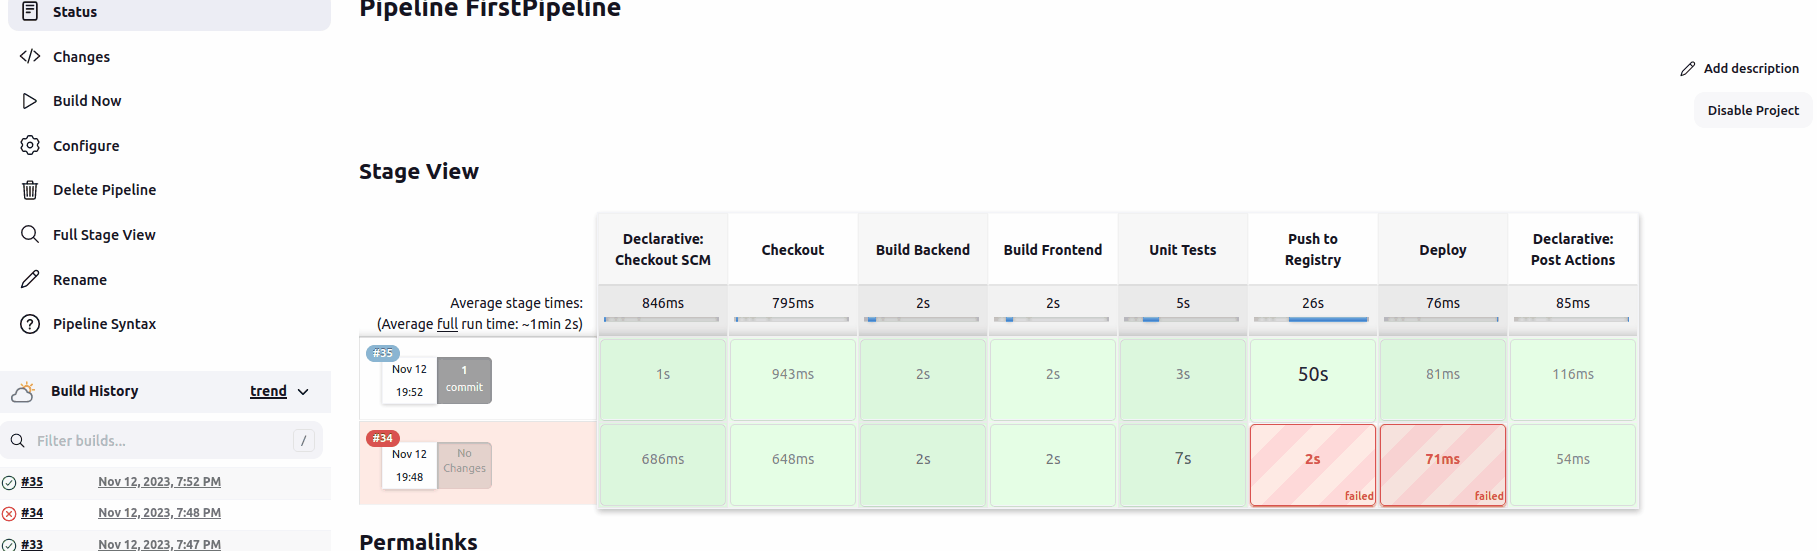 Status
Changes
Build Now
Configure
Delete Pipeline
Full Stage View
Rename
Pipeline Syntax
Build History trend
Filter builds... /
#35 Nov 12, 2023, 7:52 PM
#34 Nov 12, 2023, 7:48 PM
#33 Nov 12, 2023, 7:47 PM
Pipeline FirstPipeline
Add description
Disable Project
Stage View
Declarative: Checkout SCM Checkout Build Backend Build Frontend Unit Tests Push to Registry Deploy Declarative: Post Actions
Average stage times: 846ms 795ms 2s 2s 5s 26s 76ms 85ms
(Average full run time: ~1min 2s)
#35
Nov 12 1
19:52 commit
1s 943ms 2s 2s 3s 50s 81ms 116ms
#34
Nov 12 No
19:48 Changes
686ms 648ms 2s 2s 7s 2s 71ms 54ms
failed failed
Permalinks